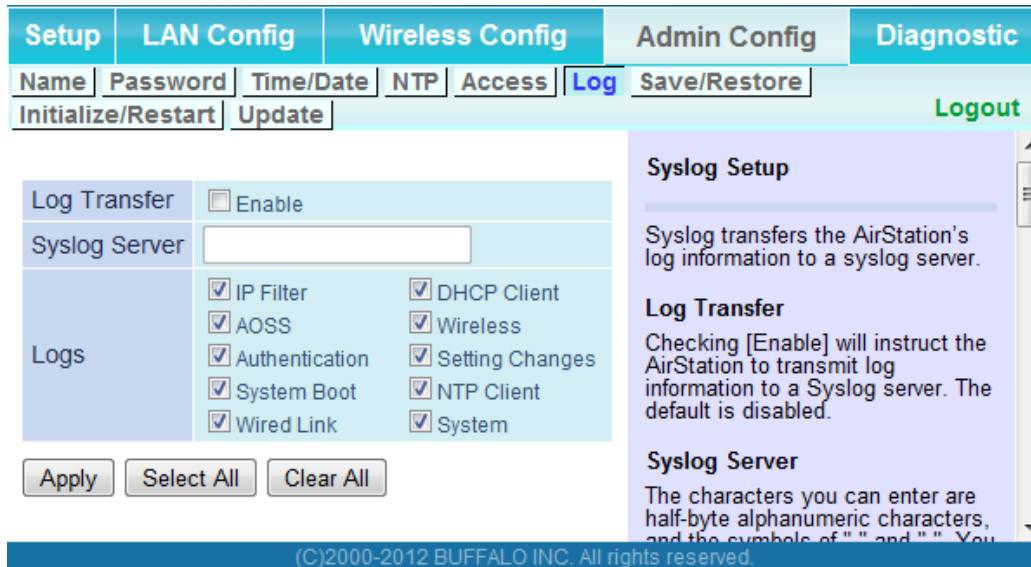 Setup LAN Config Wireless Config Admin Config Diagnostic
Name Password Time/Date NTP Access Log Save/Restore
Initialize/Restart Update Logout
Log Transfer Enable
Syslog Server
Logs
IP Filter DHCP Client
AOSS Wireless
Authentication Setting Changes
System Boot NTP Client
Wired Link System
Apply Select All Clear All
Syslog Setup
Syslog transfers the AirStation's
log information to a syslog server.
Log Transfer
Checking [Enable] will instruct the
AirStation to transmit log
information to a Syslog server. The
default is disabled.
Syslog Server
The characters you can enter are
half-byte alphanumeric characters,
and the symbols of "
(C)2000-2012 BUFFALO INC. All rights reserved.